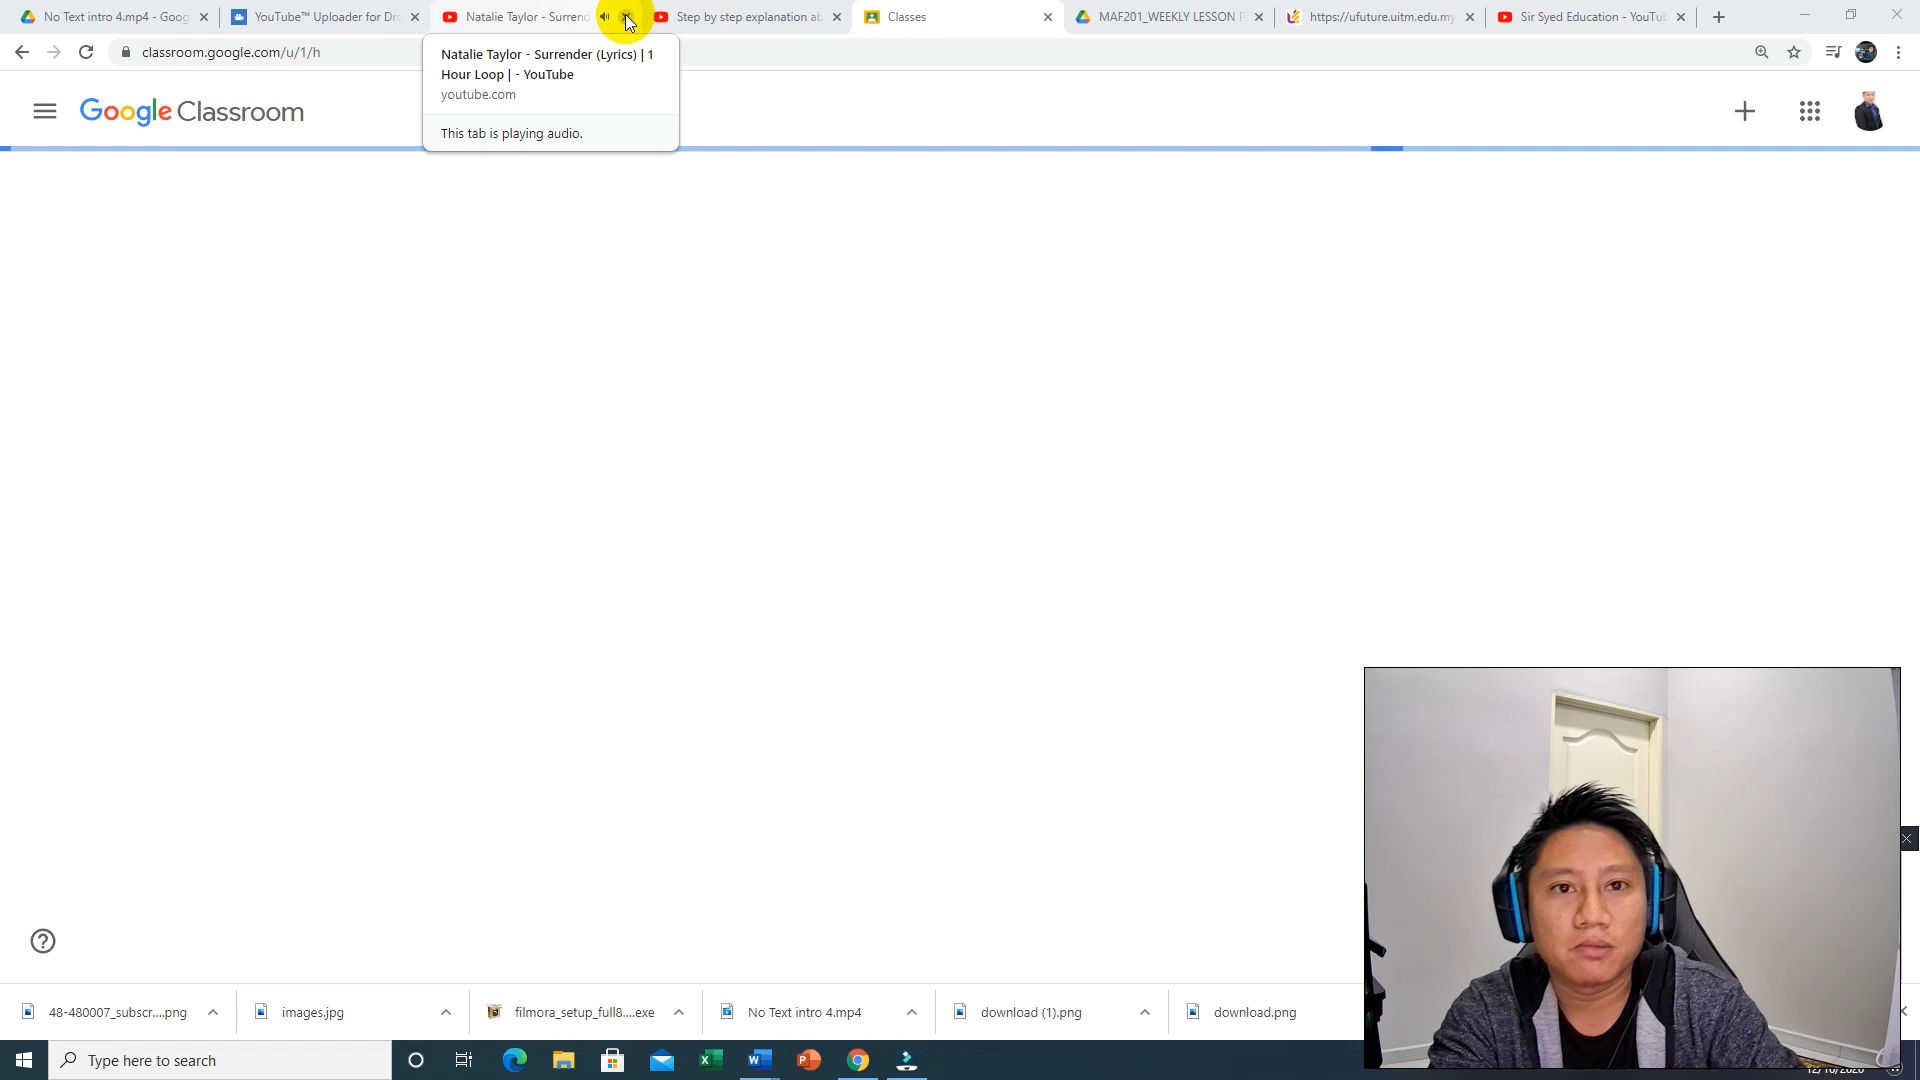 No Text intro 4.mp4 - Goog
YouTube™ Uploader for Dr
Natalie Taylor - Surrend
Step by step explanation ab
Classes
MAF201_WEEKLY LESSON P
https://ufuture.uitm.edu.my
Sir Syed Education - YouTub
classroom.google.com/u/1/h
Natalie Taylor - Surrender (Lyrics) | 1
Hour Loop | - YouTube
youtube.com
This tab is playing audio.
Google Classroom
48-480007_subscr....png
images.jpg
filmora_setup_full8....exe
No Text intro 4.mp4
download (1).png
download.png
Type here to search